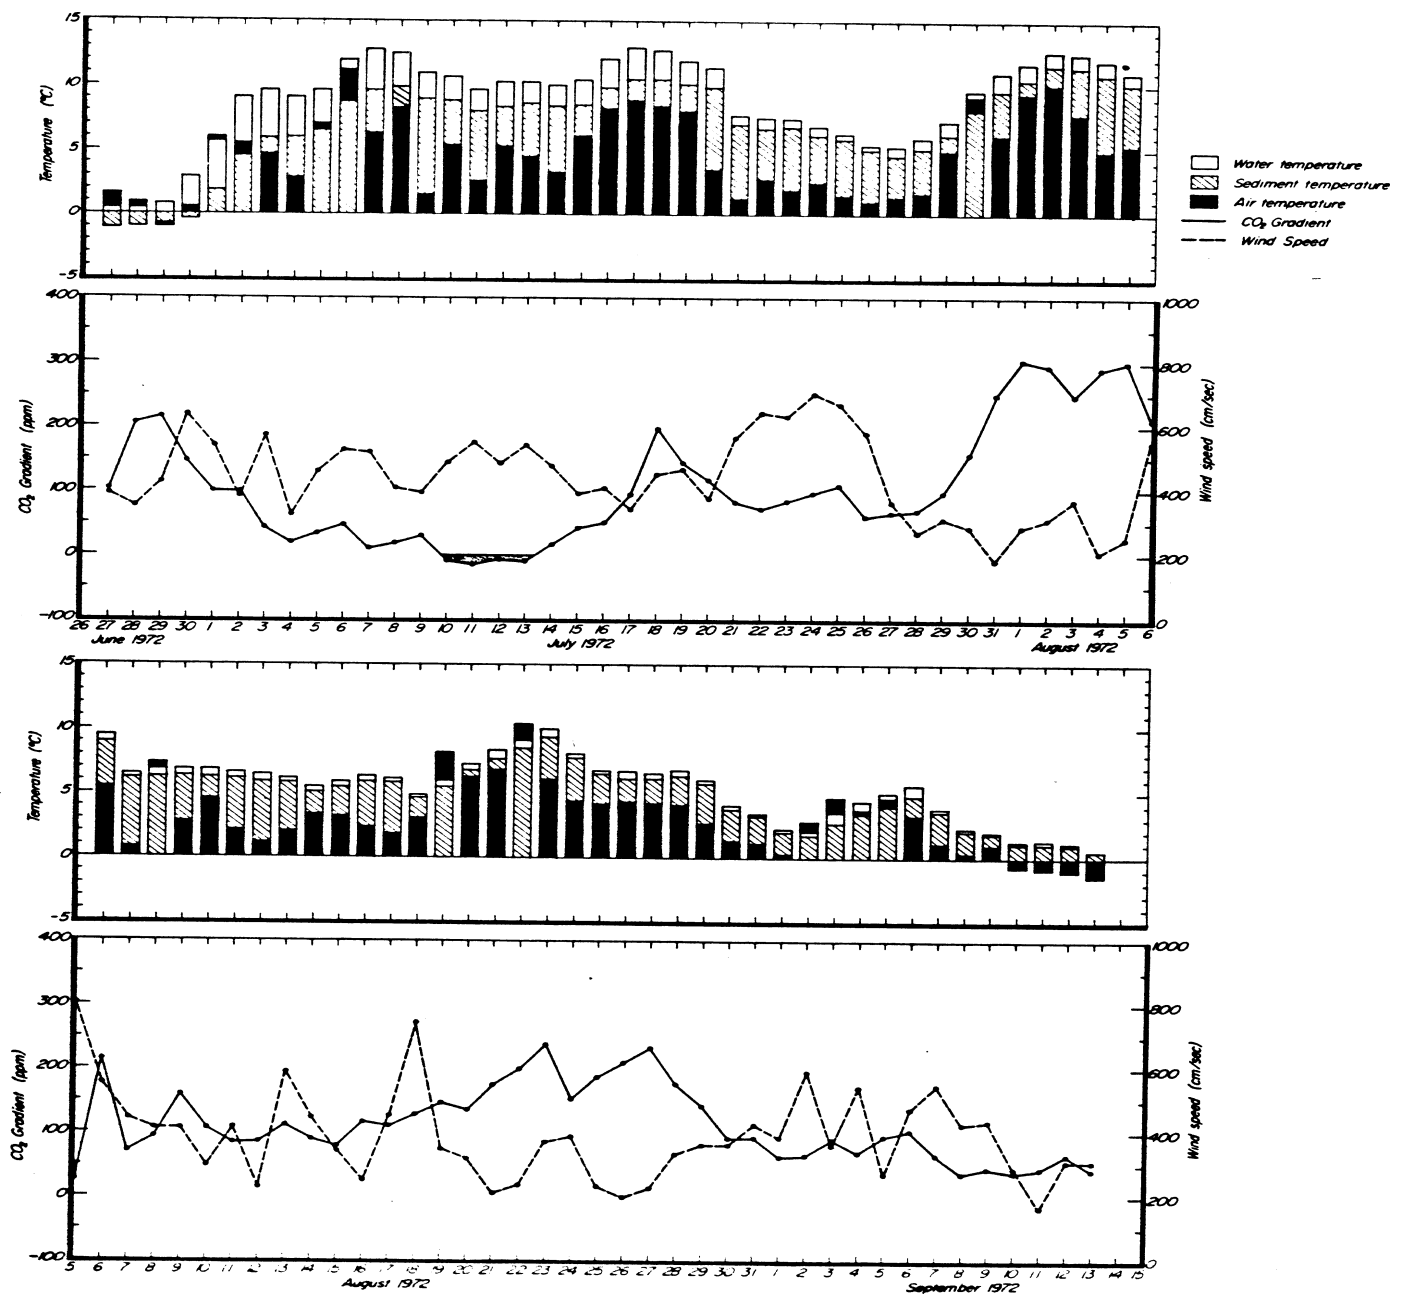 15
10
5
0
-5
Temperature (°C)
Water temperature
Sediment temperature
Air temperature
CO₂ Gradient
Wind Speed
400
300
200
100
0
-100
CO₂ Gradient (ppm)
1000
800
600
400
200
0
Wind speed (cm/sec)
26 27 28 29 30 1 2 3 4 5 6 7 8 9 10 11 12 13 14 15 16 17 18 19 20 21 22 23 24 25 26 27 28 29 30 31 1 2 3 4 5 6
June 1972 July 1972 August 1972
15
10
5
0
-5
Temperature (°C)
400
300
200
100
0
-100
CO₂ Gradient (ppm)
1000
800
600
400
200
0
Wind speed (cm/sec)
5 6 7 8 9 10 11 12 13 14 15 16 17 18 19 20 21 22 23 24 25 26 27 28 29 30 31 1 2 3 4 5 6 7 8 9 10 11 12 13 14 15
August 1972 September 1972